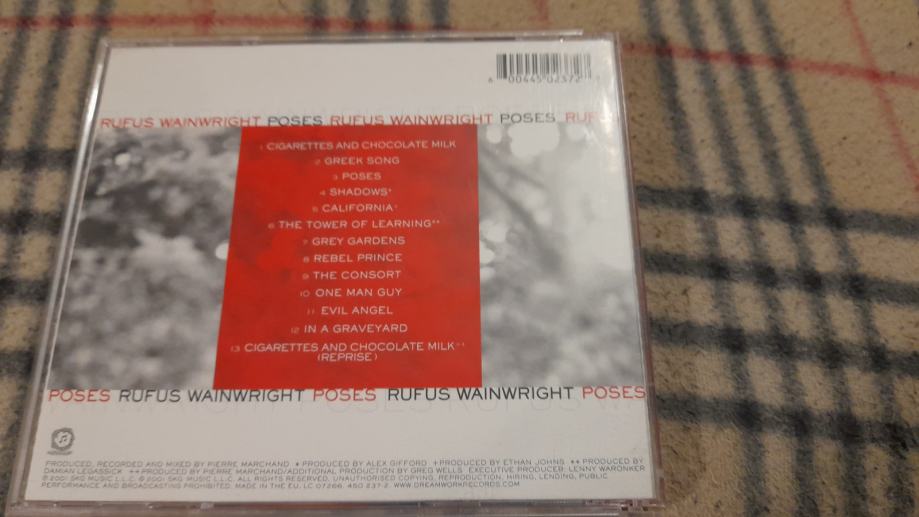 6 00445 02372
RUFUS WAINWRIGHT POSES RUFUS WAINWRIGHT POSES RUFUS
1 CIGARETTES AND CHOCOLATE MILK
2 GREEK SONG
3 POSES
4 SHADOWS*
5 CALIFORNIA+
6 THE TOWER OF LEARNING**
7 GREY GARDENS
8 REBEL PRINCE
9 THE CONSORT
10 ONE MAN GUY
11 EVIL ANGEL
12 IN A GRAVEYARD
13 CIGARETTES AND CHOCOLATE MILK++
(REPRISE)
POSES RUFUS WAINWRIGHT POSES RUFUS WAINWRIGHT POSES
PRODUCED, RECORDED AND MIXED BY PIERRE MARCHAND * PRODUCED BY ALEX GIFFORD + PRODUCED BY ETHAN JOHNS ** PRODUCED BY
DAMIAN LEGASSICK ++ PRODUCED BY PIERRE MARCHAND/ADDITIONAL PRODUCTION BY GREG WELLS EXECUTIVE PRODUCER: LENNY WARONKER
℗ 2001 SKG MUSIC L.L.C. © 2001 SKG MUSIC L.L.C. ALL RIGHTS RESERVED. UNAUTHORISED COPYING, REPRODUCTION, HIRING, LENDING, PUBLIC
PERFORMANCE AND BROADCASTING PROHIBITED. MADE IN THE EU. LC 07266. 450 237-2. WWW.DREAMWORKRECORDS.COM